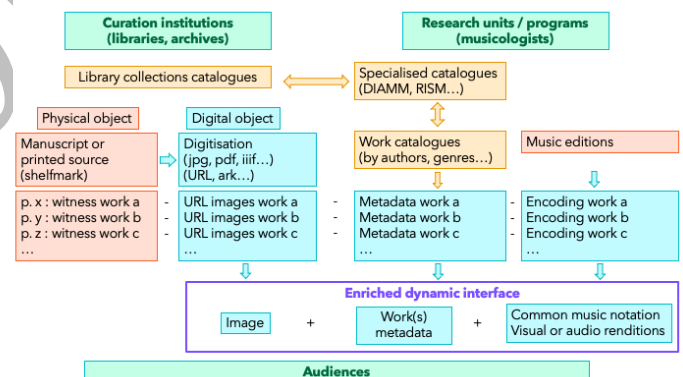 Curation institutions
(libraries, archives)
Research units / programs
(musicologists)
Library collections catalogues
Specialised catalogues
(DIAMM, RISM…)
Physical object
Digital object
Manuscript or
printed source
(shelfmark)
Digitisation
(jpg, pdf, iiif…)
(URL, ark…)
Work catalogues
(by authors, genres…)
Music editions
p. x : witness work a - URL images work a - Metadata work a - Encoding work a
p. y : witness work b - URL images work b - Metadata work b - Encoding work b
p. z : witness work c - URL images work c - Metadata work c - Encoding work c
… … … …
Enriched dynamic interface
Image + Work(s)
metadata + Common music notation
Visual or audio renditions
Audiences